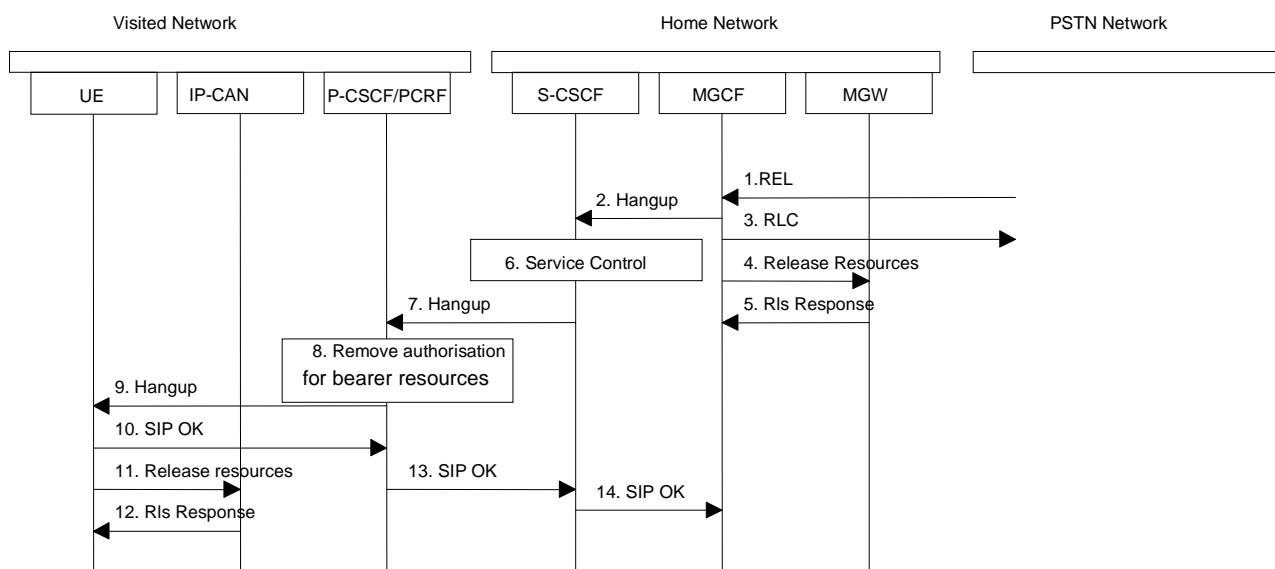 Visited Network
Home Network
PSTN Network
UE
IP-CAN
P-CSCF/PCRF
S-CSCF
MGCF
MGW
1.REL
2. Hangup
3. RLC
6. Service Control
4. Release Resources
7. Hangup
5. Rls Response
8. Remove authorisation
for bearer resources
9. Hangup
10. SIP OK
11. Release resources
13. SIP OK
14. SIP OK
12. Rls Response